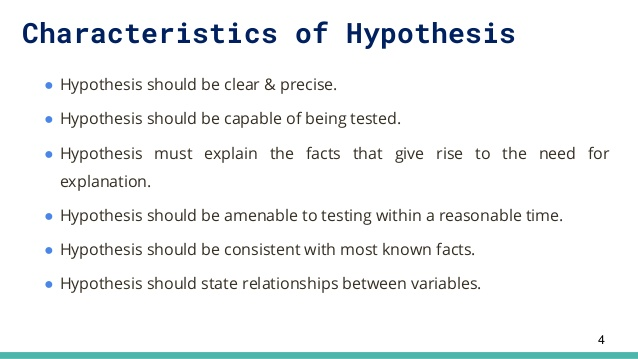 Characteristics of Hypothesis
● Hypothesis should be clear & precise.
● Hypothesis should be capable of being tested.
● Hypothesis must explain the facts that give rise to the need for
explanation.
● Hypothesis should be amenable to testing within a reasonable time.
● Hypothesis should be consistent with most known facts.
● Hypothesis should state relationships between variables.
4